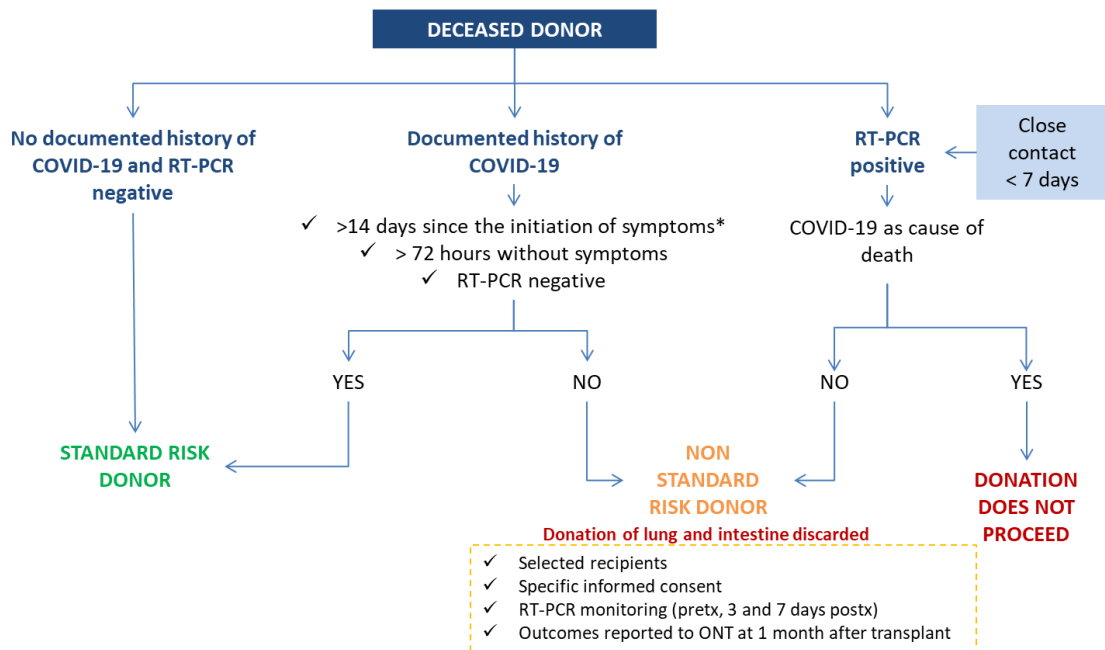 DECEASED DONOR
No documented history of
COVID-19 and RT-PCR
negative
Documented history of
COVID-19
RT-PCR
positive
Close
contact
< 7 days
✓ >14 days since the initiation of symptoms*
✓ > 72 hours without symptoms
✓ RT-PCR negative
COVID-19 as cause of
death
YES
NO
NO
YES
STANDARD RISK
DONOR
NON
STANDARD
RISK DONOR
DONATION
DOES NOT
PROCEED
Donation of lung and intestine discarded
✓ Selected recipients
✓ Specific informed consent
✓ RT-PCR monitoring (pretx, 3 and 7 days postx)
✓ Outcomes reported to ONT at 1 month after transplant